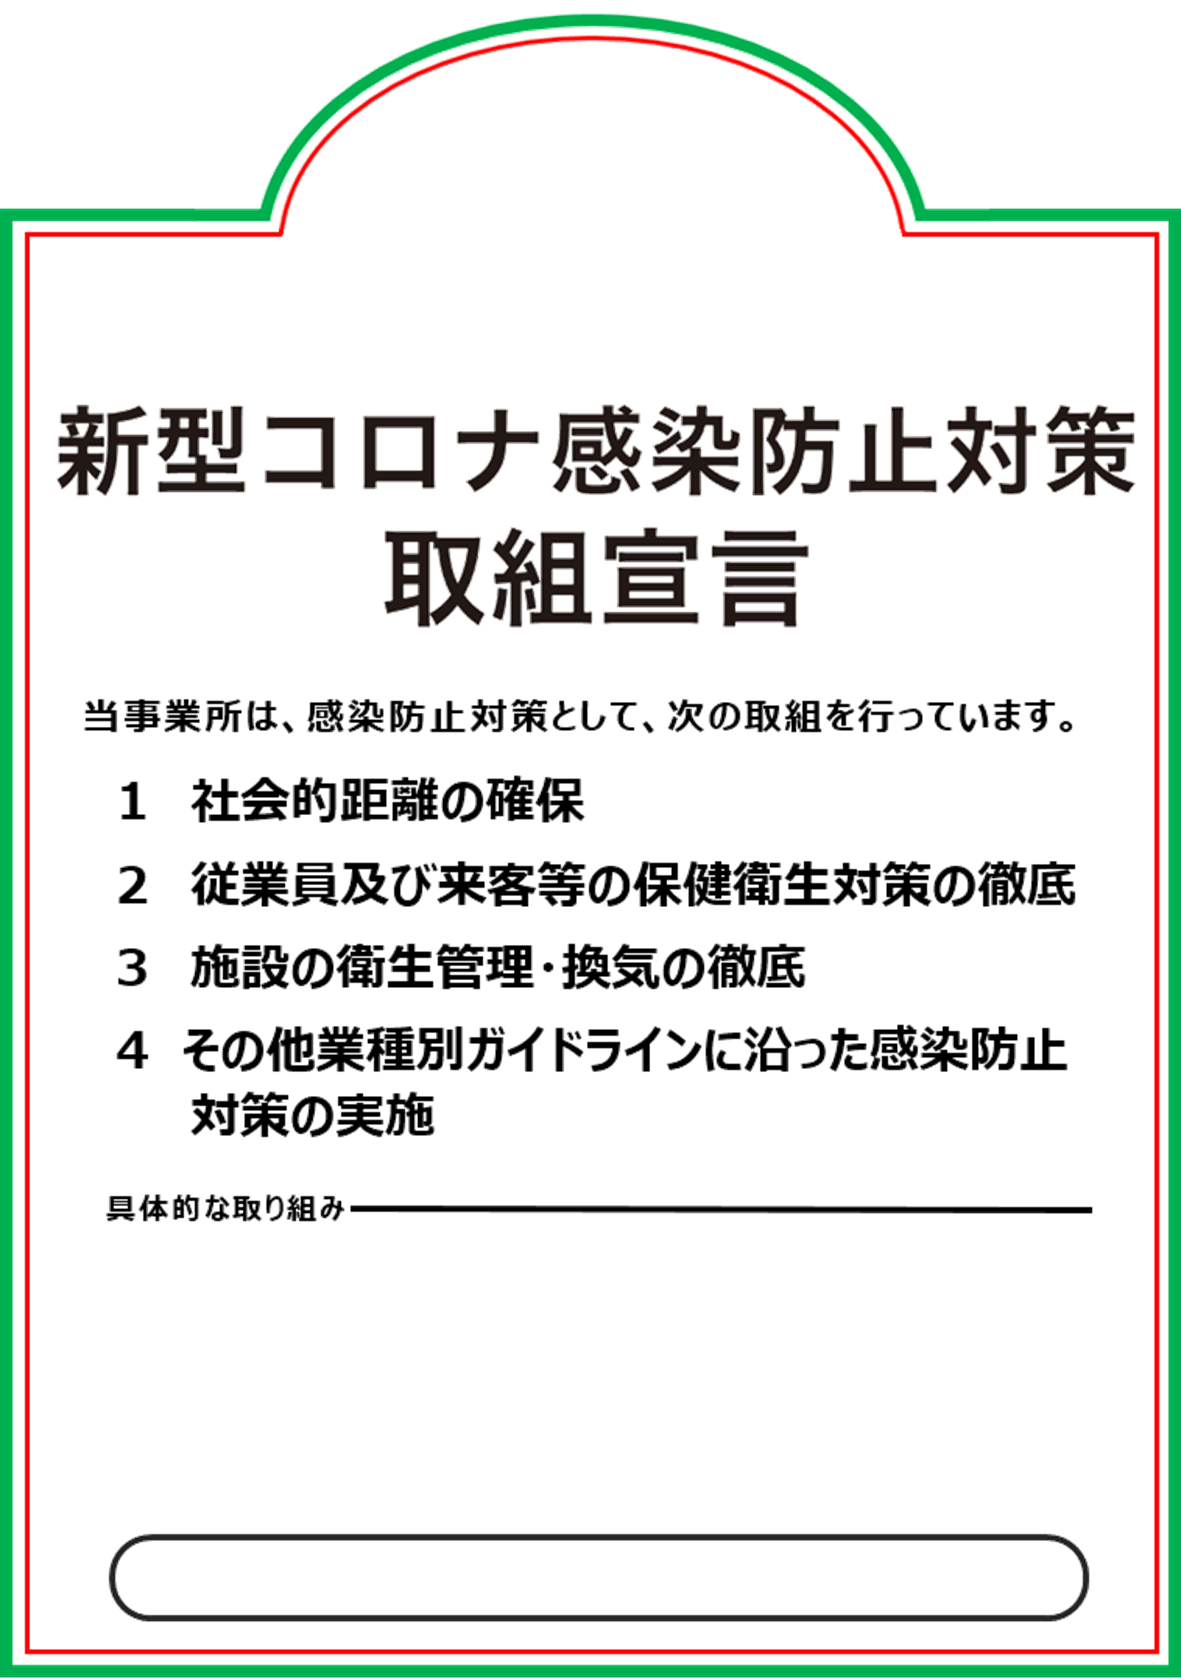 新型コロナ感染防止対策
取組宣言
当事業所は、感染防止対策として、次の取組を行っています。
1 社会的距離の確保
2 従業員及び来客等の保健衛生対策の徹底
3 施設の衛生管理・換気の徹底
4 その他業種別ガイドラインに沿った感染防止
対策の実施
具体的な取り組み